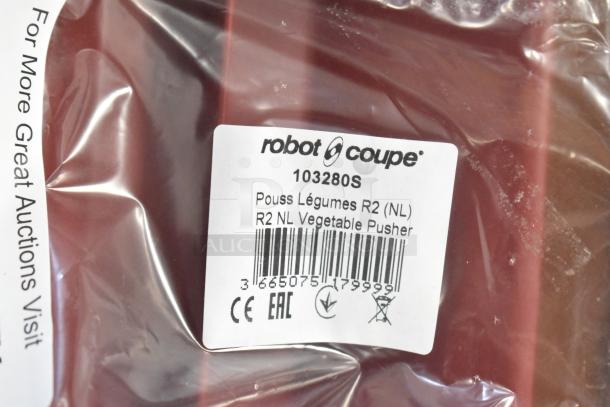 For More Great Auctions Visit
robot coupe®
103280S
Pouss Légumes R2 (NL)
R2 NL Vegetable Pusher
3 665075 179999
CE EAC